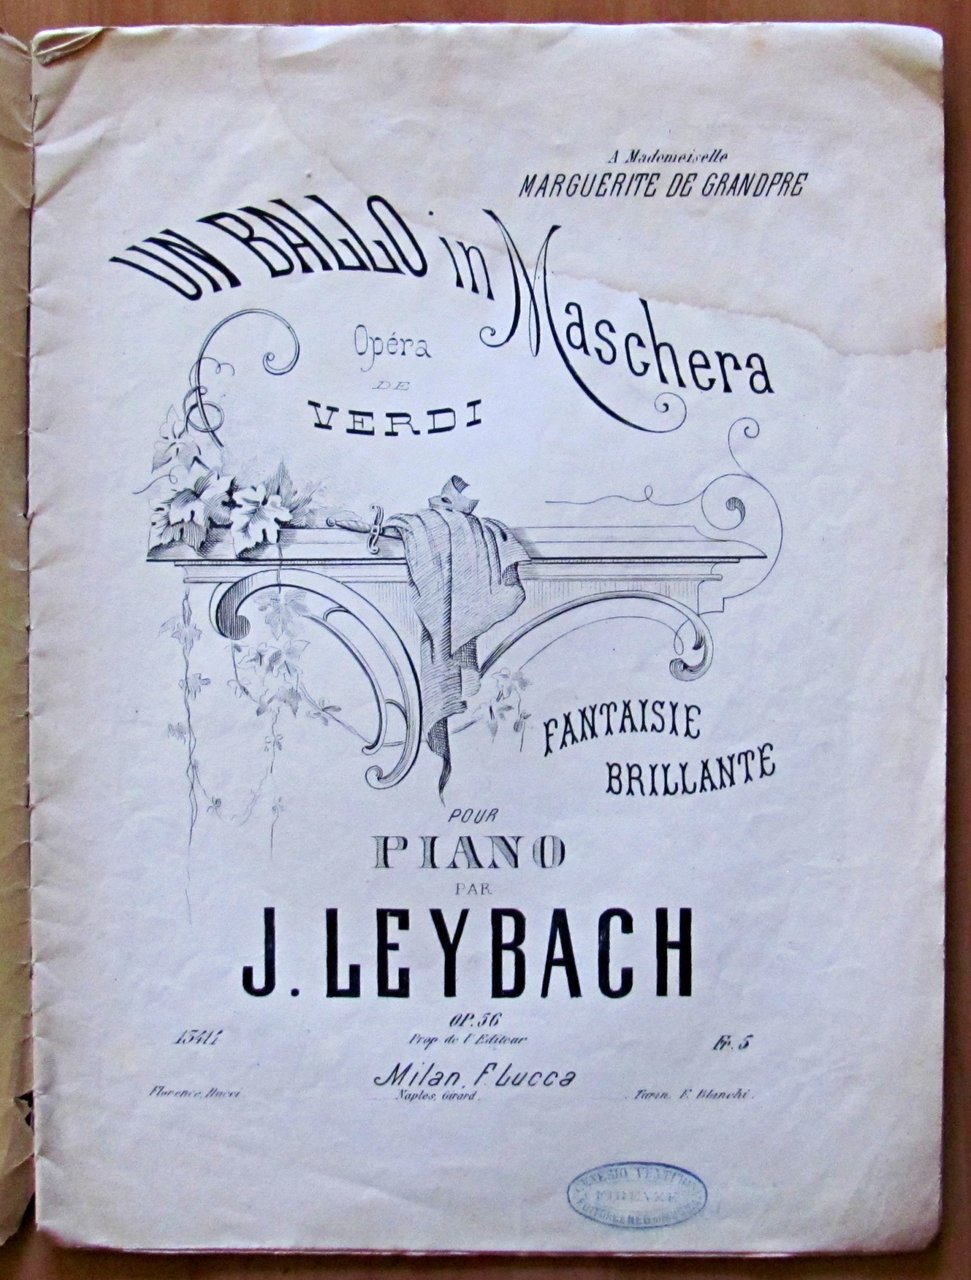 A Mademoiselle
MARGUERITE DE GRANDPRE
UN BALLO in Maschera
Opéra
DE
VERDI
FANTAISIE
BRILLANTE
POUR
PIANO
PAR
J. LEYBACH
OP. 56
Prop de l'Editeur
Fr. 5
Milan, F. Lucca
Florence, Ducci
Naples, Girard.
Turin, E. Blanchi.
FIRENZE